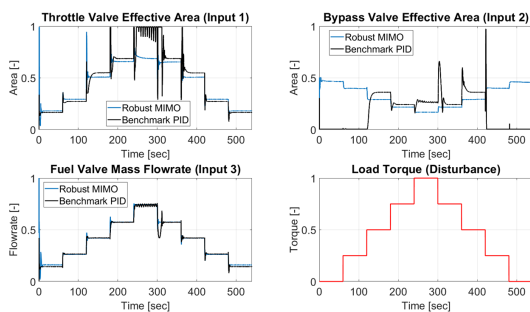 Throttle Valve Effective Area (Input 1)
Area [-]
1
0.5
0
Robust MIMO
Benchmark PID
0 100 200 300 400 500
Time [sec]
Bypass Valve Effective Area (Input 2)
Area [-]
1
0.5
0
Robust MIMO
Benchmark PID
0 100 200 300 400 500
Time [sec]
Fuel Valve Mass Flowrate (Input 3)
Flowrate [-]
1
0.5
0
Robust MIMO
Benchmark PID
0 100 200 300 400 500
Time [sec]
Load Torque (Disturbance)
Torque [-]
1
0.5
0
0 100 200 300 400 500
Time [sec]